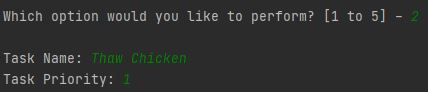 Which option would you like to perform? [1 to 5] – 2
Task Name: Thaw Chicken
Task Priority: 1